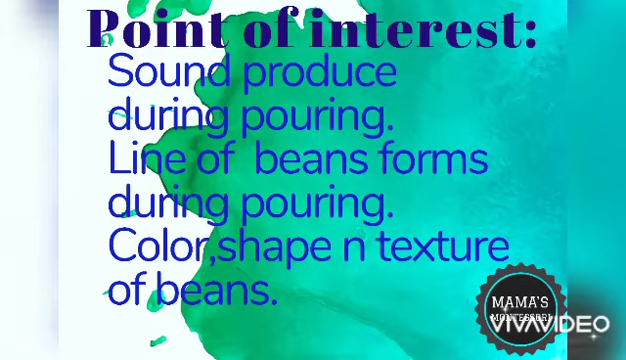 Point of interest:
Sound produce
during pouring.
Line of beans forms
during pouring.
Color,shape n texture
of beans.
MAMA'S
MONTESSORI
VIVAVIDEO